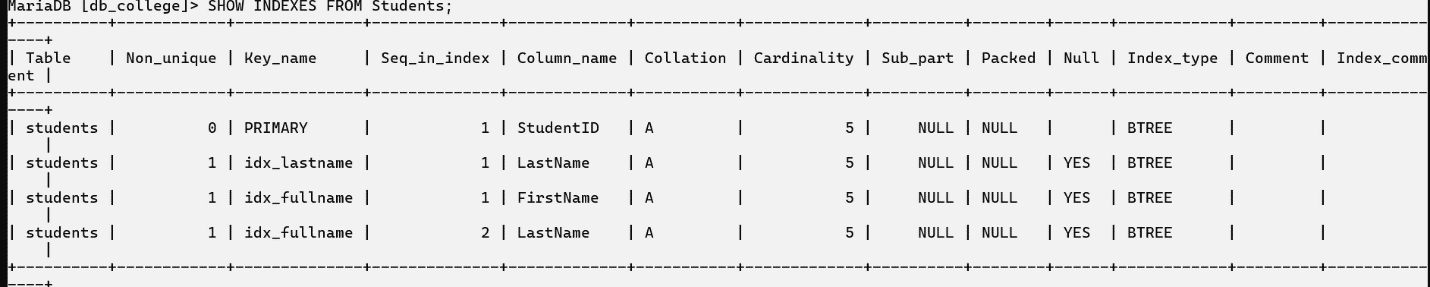 MariaDB [db_college]> SHOW INDEXES FROM Students;
+----------+------------+--------------+--------------+-------------+-----------+-------------+----------+--------+------+------------+---------+-----------
----+
| Table    | Non_unique | Key_name     | Seq_in_index | Column_name | Collation | Cardinality | Sub_part | Packed | Null | Index_type | Comment | Index_comm
ent |
+----------+------------+--------------+--------------+-------------+-----------+-------------+----------+--------+------+------------+---------+-----------
----+
| students |          0 | PRIMARY      |            1 | StudentID   | A         |           5 |     NULL | NULL   |      | BTREE      |         |
    |
| students |          1 | idx_lastname |            1 | LastName    | A         |           5 |     NULL | NULL   | YES  | BTREE      |         |
    |
| students |          1 | idx_fullname |            1 | FirstName   | A         |           5 |     NULL | NULL   | YES  | BTREE      |         |
    |
| students |          1 | idx_fullname |            2 | LastName    | A         |           5 |     NULL | NULL   | YES  | BTREE      |         |
    |
+----------+------------+--------------+--------------+-------------+-----------+-------------+----------+--------+------+------------+---------+-----------
----+